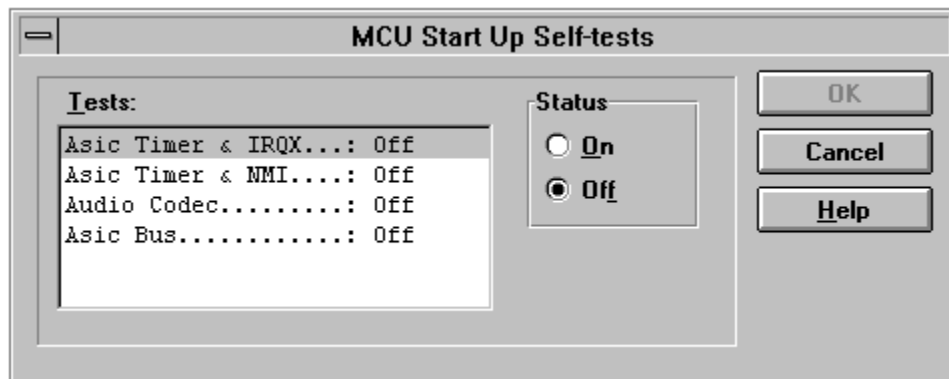 MCU Start Up Self-tests
Tests:
Asic Timer & IRQX...: Off
Asic Timer & NMI....: Off
Audio Codec.........: Off
Asic Bus............: Off
Status
On
Off
OK
Cancel
Help